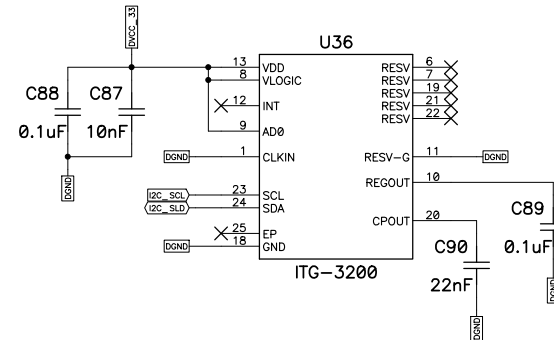 DVCC_33
U36
C88
C87
0.1uF
10nF
13 VDD
8 VLOGIC
12 INT
9 AD0
DGND 1 CLKIN
I2C_SCL 23 SCL
I2C_SLD 24 SDA
25 EP
DGND 18 GND
RESV 6
RESV 7
RESV 19
RESV 21
RESV 22
RESV-G 11 DGND
REGOUT 10
CPOUT 20
DGND
ITG-3200
C90
22nF
DGND
C89
0.1uF
DGND